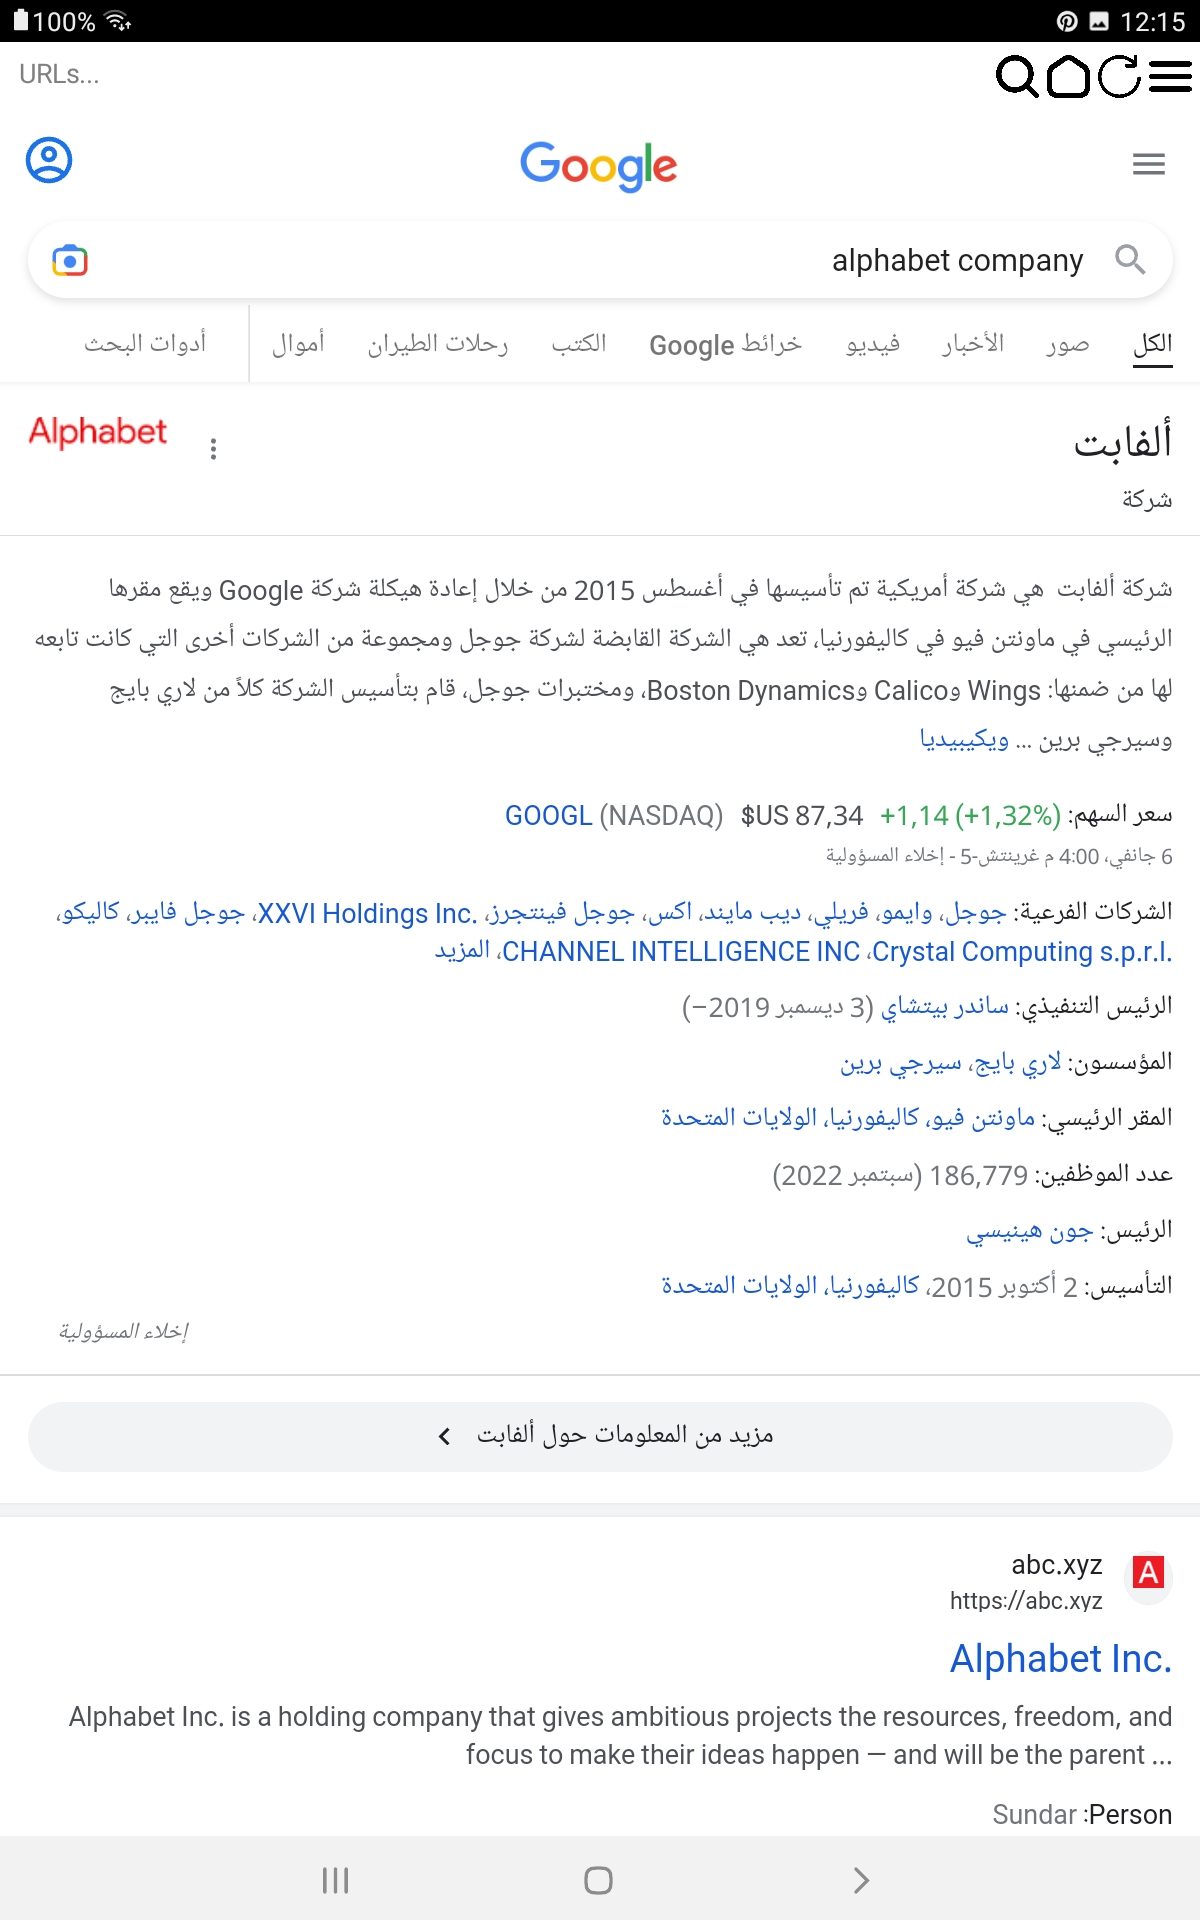 100%
12:15
URLs...
Google
alphabet company
الكل
صور
الأخبار
فيديو
خرائط Google
الكتب
رحلات الطيران
أموال
أدوات البحث
ألفابت
Alphabet
شركة
شركة ألفابت هي شركة أمريكية تم تأسيسها في أغسطس 2015 من خلال إعادة هيكلة شركة Google ويقع مقرها
الرئيسي في ماونتن فيو في كاليفورنيا، تعد هي الشركة القابضة لشركة جوجل ومجموعة من الشركات أخرى التي كانت تابعه
لها من ضمنها: Wings وCalico وBoston Dynamics، ومختبرات جوجل، قام بتأسيس الشركة كلاً من لاري بايج
وسيرجي برين ... ويكيبيديا
سعر السهم: GOOGL (NASDAQ) $US 87,34 +1,14 (+1,32%)
6 جانفي، 4:00 م غرينتش-5 - إخلاء المسؤولية
الشركات الفرعية: جوجل، وايمو، فريلي، ديب مايند، اكس، جوجل فينتجرز، XXVI Holdings Inc.، جوجل فايبر، كاليكو،
Crystal Computing s.p.r.l.، CHANNEL INTELLIGENCE INC، المزيد
الرئيس التنفيذي: ساندر بيتشاي (3 ديسمبر 2019–)
المؤسسون: لاري بايج، سيرجي برين
المقر الرئيسي: ماونتن فيو، كاليفورنيا، الولايات المتحدة
عدد الموظفين: 186,779 (سبتمبر 2022)
الرئيس: جون هينيسي
التأسيس: 2 أكتوبر 2015، كاليفورنيا، الولايات المتحدة
إخلاء المسؤولية
مزيد من المعلومات حول ألفابت
abc.xyz
A
https://abc.xyz
Alphabet Inc.
Alphabet Inc. is a holding company that gives ambitious projects the resources, freedom, and
focus to make their ideas happen — and will be the parent ...
Person: Sundar